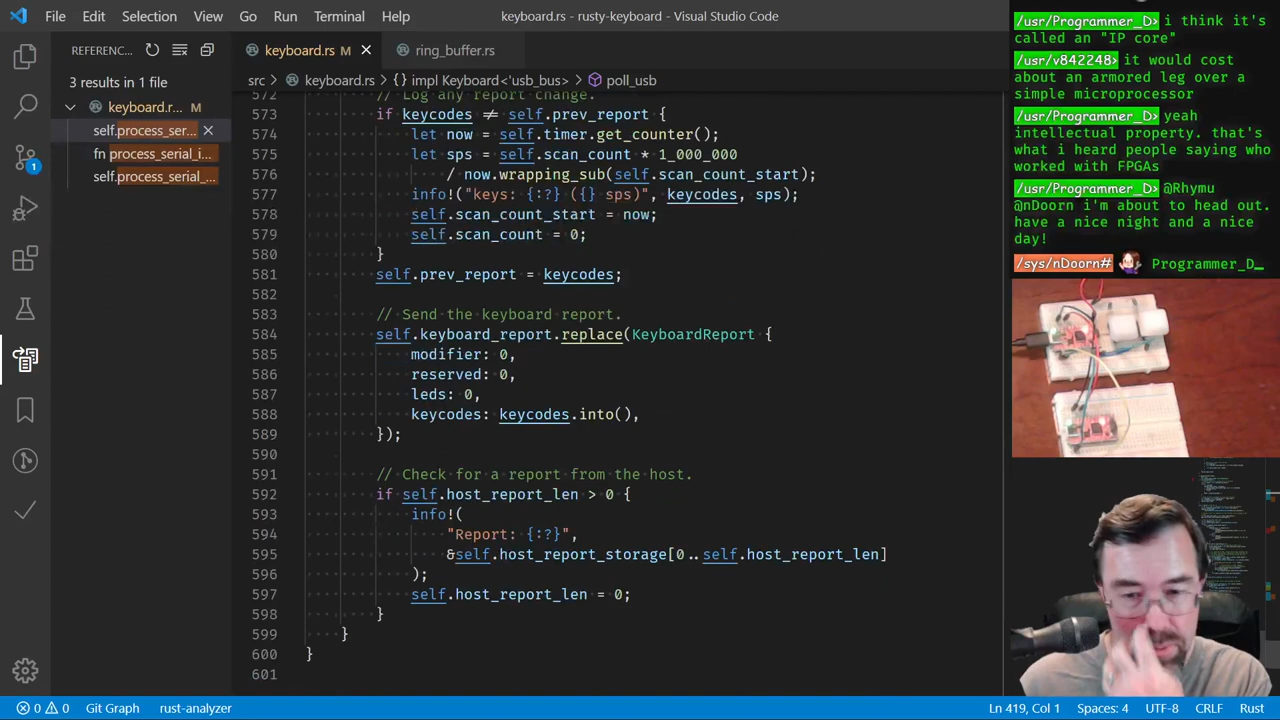 File Edit Selection View Go Run Terminal Help
keyboard.rs - rusty-keyboard - Visual Studio Code
REFERENC...
3 results in 1 file
keyboard.r... M
self.process_ser...
fn process_serial_i...
self.process_serial_...
1
keyboard.rs M
ring_buffer.rs
src > keyboard.rs > {} impl Keyboard<'usb_bus> > poll_usb
572 // Log any report change.
573 if keycodes ≠ self.prev_report {
574 let now = self.timer.get_counter();
575 let sps = self.scan_count * 1_000_000
576 / now.wrapping_sub(self.scan_count_start);
577 info!("keys: {:?} ({} sps)", keycodes, sps);
578 self.scan_count_start = now;
579 self.scan_count = 0;
580 }
581 self.prev_report = keycodes;
582
583 // Send the keyboard report.
584 self.keyboard_report.replace(KeyboardReport {
585 modifier: 0,
586 reserved: 0,
587 leds: 0,
588 keycodes: keycodes.into(),
589 });
590
591 // Check for a report from the host.
592 if self.host_report_len > 0 {
593 info!(
594 "Report: {:?}",
595 &self.host_report_storage[0..self.host_report_len]
596 );
597 self.host_report_len = 0;
598 }
599 }
600 }
601
/usr/Programmer_D> i think it's
called an "IP core"
/usr/v842248> it would cost
about an armored leg over a
simple microprocessor
/usr/Programmer_D> yeah
intellectual property. that's
what i heard people saying who
worked with FPGAs
/usr/Programmer_D> @Rhymu
@nDoorn i'm about to head out.
have a nice night and a nice
day!
/sys/nDoorn# Programmer_D_
0 0 Git Graph rust-analyzer
Ln 419, Col 1 Spaces: 4 UTF-8 CRLF Rust